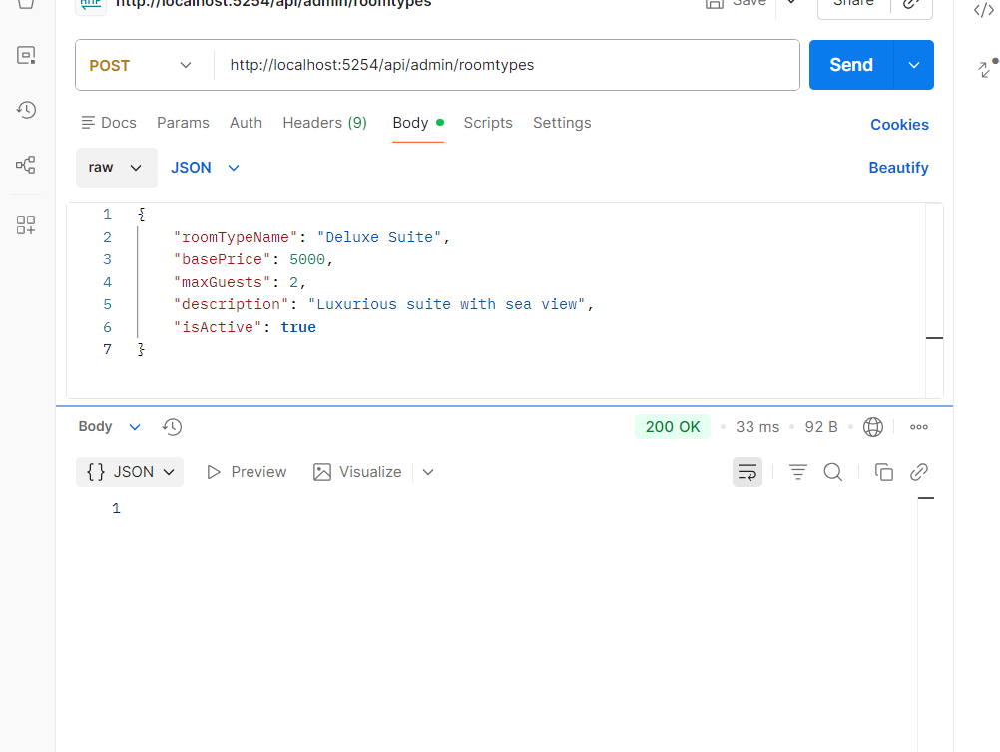 HTTP http://localhost:5254/api/admin/roomtypes Save Share
POST http://localhost:5254/api/admin/roomtypes Send
Docs Params Auth Headers (9) Body Scripts Settings Cookies
raw JSON Beautify
1 {
2 "roomTypeName": "Deluxe Suite",
3 "basePrice": 5000,
4 "maxGuests": 2,
5 "description": "Luxurious suite with sea view",
6 "isActive": true
7 }
Body 200 OK • 33 ms • 92 B •
{} JSON Preview Visualize
1